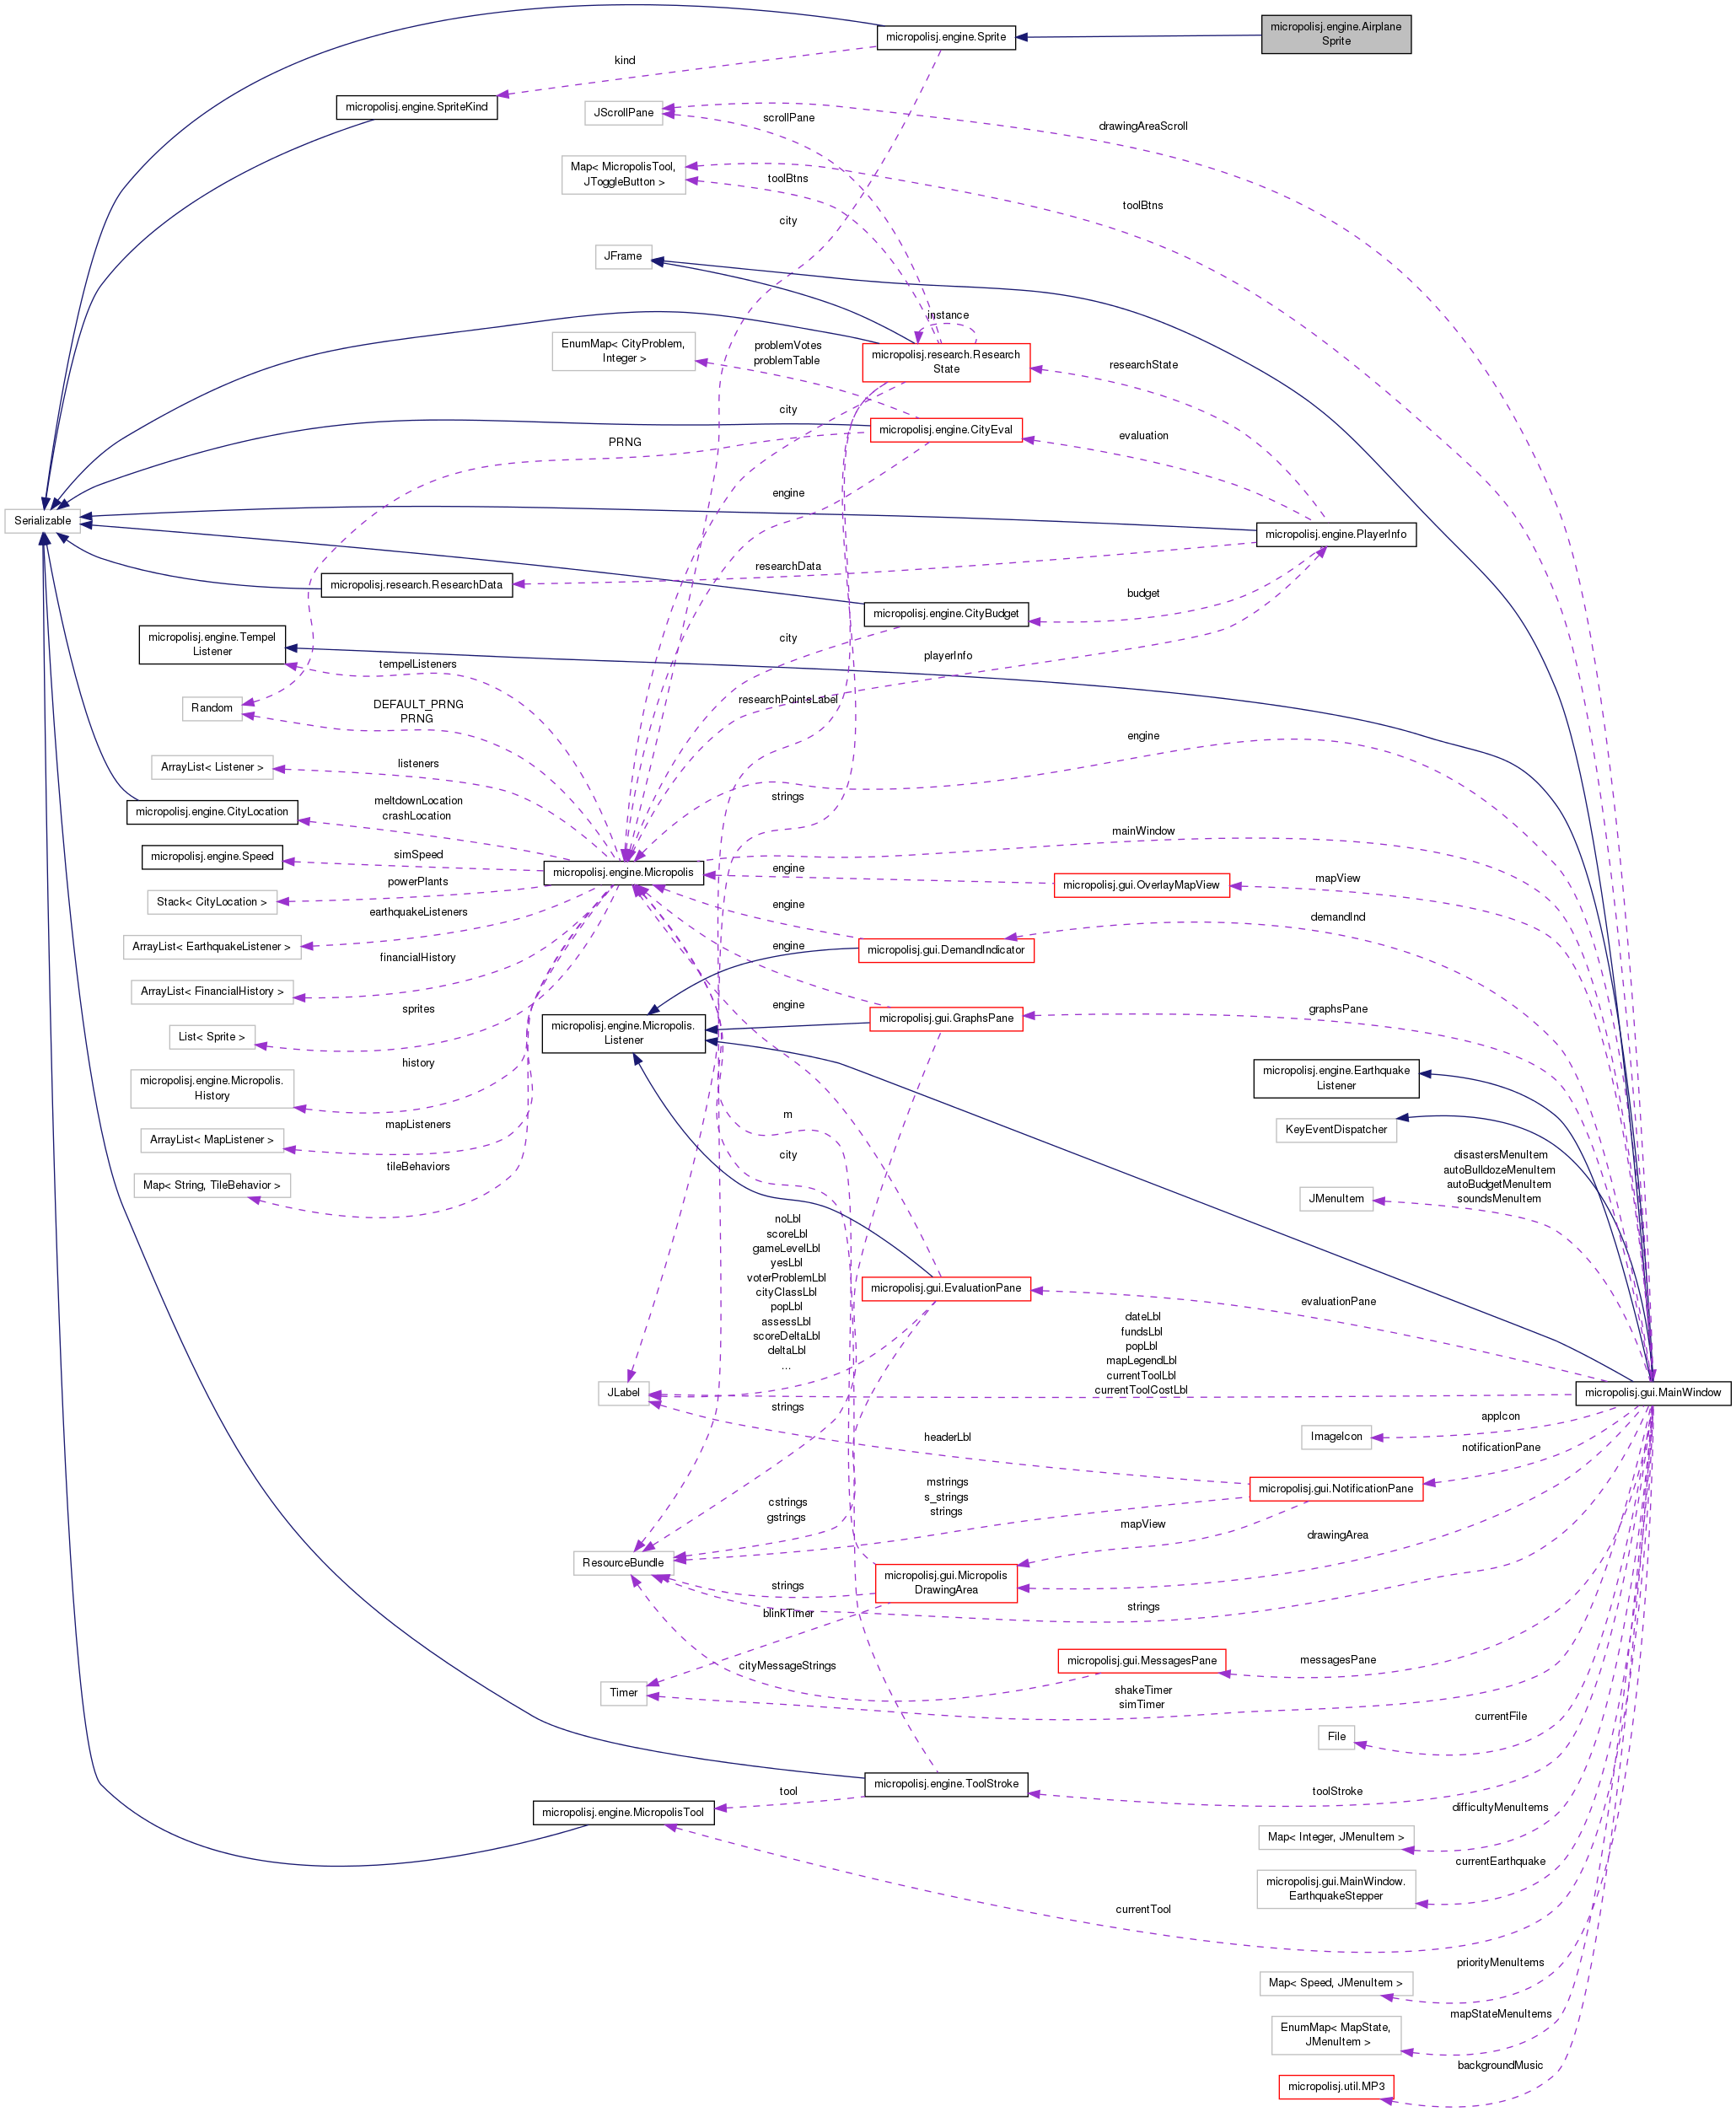 micropolisj.engine.Airplane
Sprite
micropolisj.engine.Sprite
kind
micropolisj.engine.SpriteKind
JScrollPane
scrollPane
drawingAreaScroll
Map< MicropolisTool,
JToggleButton >
toolBtns
toolBtns
city
JFrame
instance
EnumMap< CityProblem,
Integer >
problemVotes
problemTable
micropolisj.research.Research
State
researchState
city
micropolisj.engine.CityEval
evaluation
PRNG
engine
Serializable
micropolisj.engine.PlayerInfo
researchData
micropolisj.research.ResearchData
budget
micropolisj.engine.CityBudget
micropolisj.engine.Tempel
Listener
city
playerInfo
tempelListeners
Random
DEFAULT_PRNG
PRNG
researchPointsLabel
engine
ArrayList< Listener >
listeners
strings
micropolisj.engine.CityLocation
meltdownLocation
crashLocation
mainWindow
micropolisj.engine.Speed
simSpeed
micropolisj.engine.Micropolis
engine
micropolisj.gui.OverlayMapView
mapView
powerPlants
Stack< CityLocation >
earthquakeListeners
engine
demandInd
ArrayList< EarthquakeListener >
engine
micropolisj.gui.DemandIndicator
financialHistory
ArrayList< FinancialHistory >
sprites
engine
micropolisj.gui.GraphsPane
graphsPane
List< Sprite >
micropolisj.engine.Micropolis.
Listener
history
micropolisj.engine.Micropolis.
History
micropolisj.engine.Earthquake
Listener
mapListeners
m
KeyEventDispatcher
ArrayList< MapListener >
city
tileBehaviors
Map< String, TileBehavior >
disastersMenuItem
autoBulldozeMenuItem
autoBudgetMenuItem
soundsMenuItem
JMenuItem
noLbl
scoreLbl
gameLevelLbl
yesLbl
voterProblemLbl
cityClassLbl
popLbl
assessLbl
scoreDeltaLbl
deltaLbl
...
micropolisj.gui.EvaluationPane
evaluationPane
dateLbl
fundsLbl
popLbl
mapLegendLbl
currentToolLbl
currentToolCostLbl
JLabel
micropolisj.gui.MainWindow
strings
appIcon
ImageIcon
headerLbl
notificationPane
mstrings
s_strings
strings
micropolisj.gui.NotificationPane
cstrings
gstrings
mapView
drawingArea
ResourceBundle
strings
micropolisj.gui.Micropolis
DrawingArea
strings
blinkTimer
cityMessageStrings
micropolisj.gui.MessagesPane
messagesPane
Timer
shakeTimer
simTimer
currentFile
File
micropolisj.engine.ToolStroke
toolStroke
tool
micropolisj.engine.MicropolisTool
difficultyMenuItems
Map< Integer, JMenuItem >
currentEarthquake
micropolisj.gui.MainWindow.
EarthquakeStepper
currentTool
priorityMenuItems
Map< Speed, JMenuItem >
mapStateMenuItems
EnumMap< MapState,
JMenuItem >
backgroundMusic
micropolisj.util.MP3